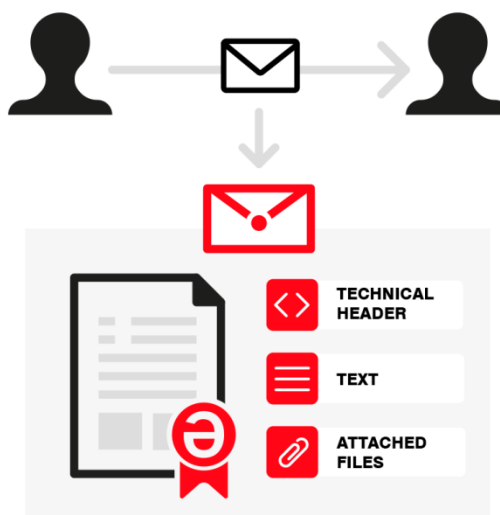 TECHNICAL
HEADER
TEXT
ATTACHED
FILES
ə